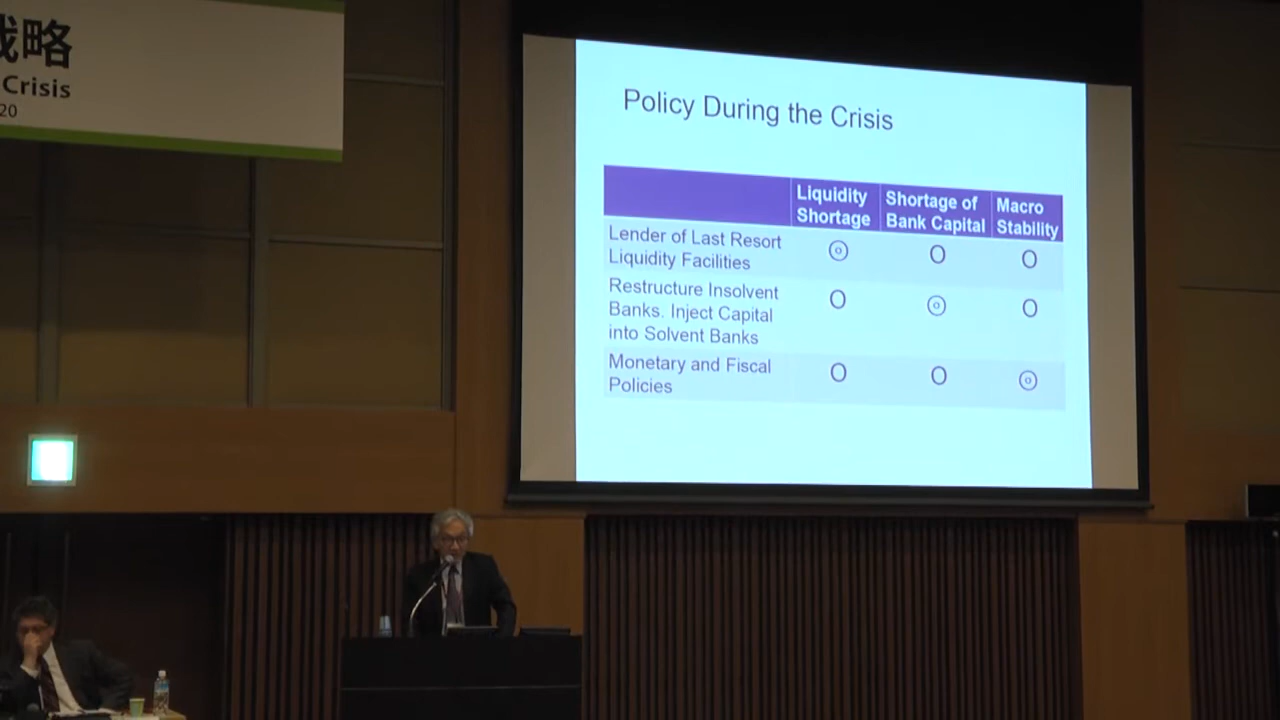 略
Crisis
20
Policy During the Crisis
Liquidity Shortage
Shortage of Bank Capital
Macro Stability
Lender of Last Resort
Liquidity Facilities
◎ O O
Restructure Insolvent
Banks. Inject Capital
into Solvent Banks
O ◎ O
Monetary and Fiscal
Policies
O O ◎